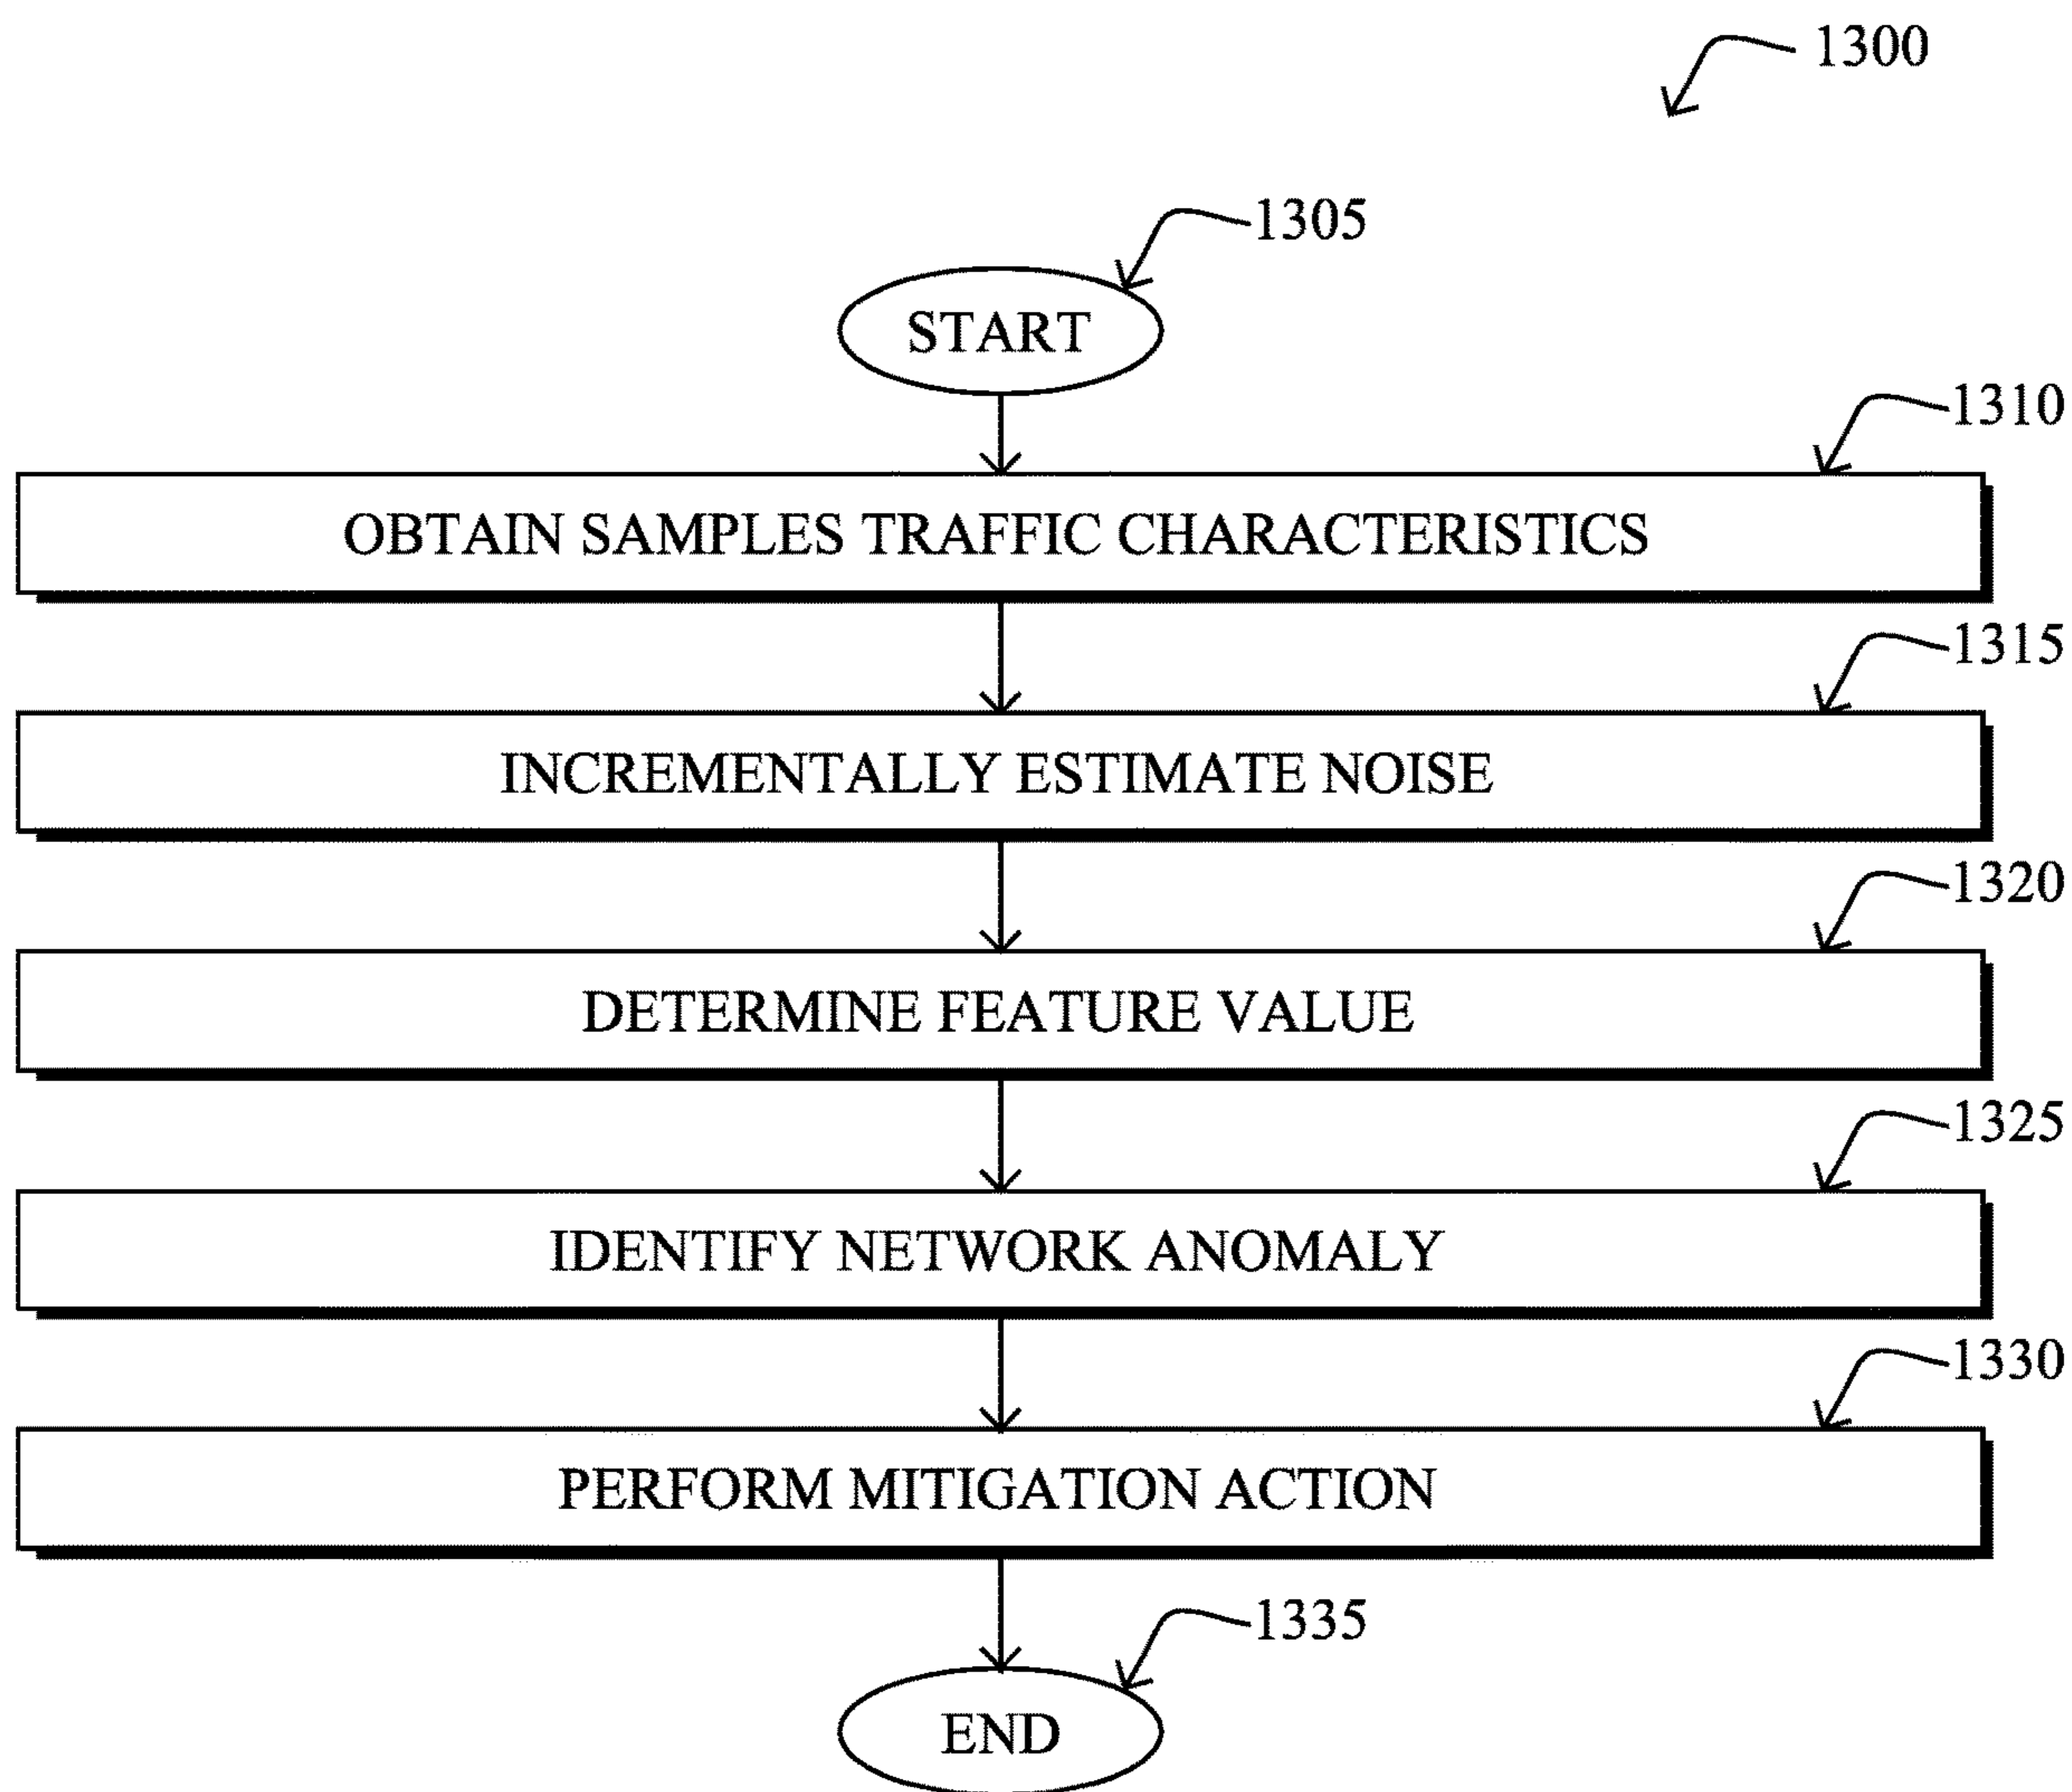 1300
1305
START
1310
OBTAIN SAMPLES TRAFFIC CHARACTERISTICS
1315
INCREMENTALLY ESTIMATE NOISE
1320
DETERMINE FEATURE VALUE
1325
IDENTIFY NETWORK ANOMALY
1330
PERFORM MITIGATION ACTION
1335
END